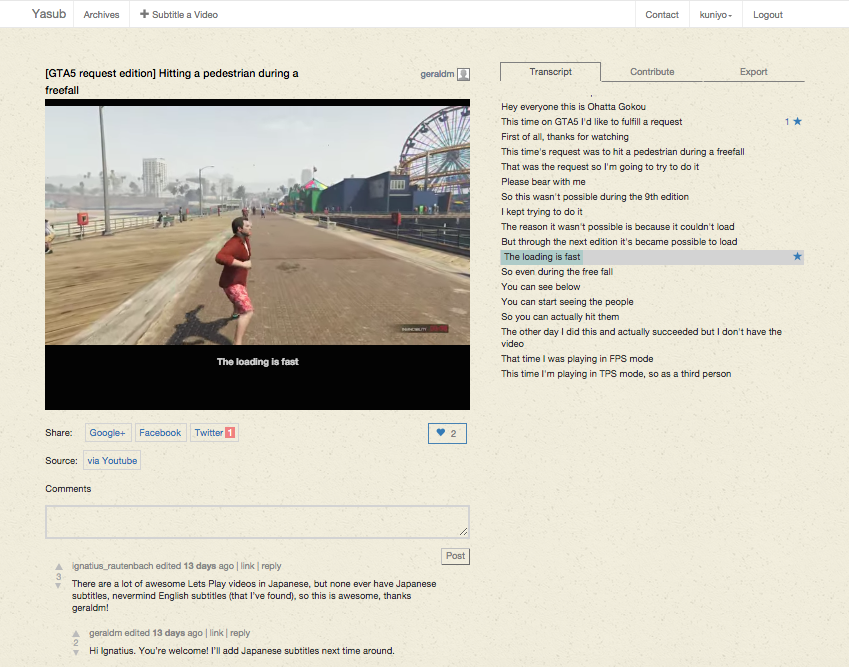 Yasub
Archives
+ Subtitle a Video
Contact
kuniyo
Logout
[GTA5 request edition] Hitting a pedestrian during a
freefall
geraldm
The loading is fast
Share: Google+ Facebook Twitter 1
2
Source: via Youtube
Comments
Post
3
ignatius_rautenbach edited 13 days ago | link | reply
There are a lot of awesome Lets Play videos in Japanese, but none ever have Japanese
subtitles, nevermind English subtitles (that I've found), so this is awesome, thanks
geraldm!
2
geraldm edited 13 days ago | link | reply
Hi Ignatius. You're welcome! I'll add Japanese subtitles next time around.
Transcript
Contribute
Export
Hey everyone this is Ohatta Gokou
This time on GTA5 I'd like to fulfill a request 1
First of all, thanks for watching
This time's request was to hit a pedestrian during a freefall
That was the request so I'm going to try to do it
Please bear with me
So this wasn't possible during the 9th edition
I kept trying to do it
The reason it wasn't possible is because it couldn't load
But through the next edition it's became possible to load
The loading is fast
So even during the free fall
You can see below
You can start seeing the people
So you can actually hit them
The other day I did this and actually succeeded but I don't have the
video
That time I was playing in FPS mode
This time I'm playing in TPS mode, so as a third person